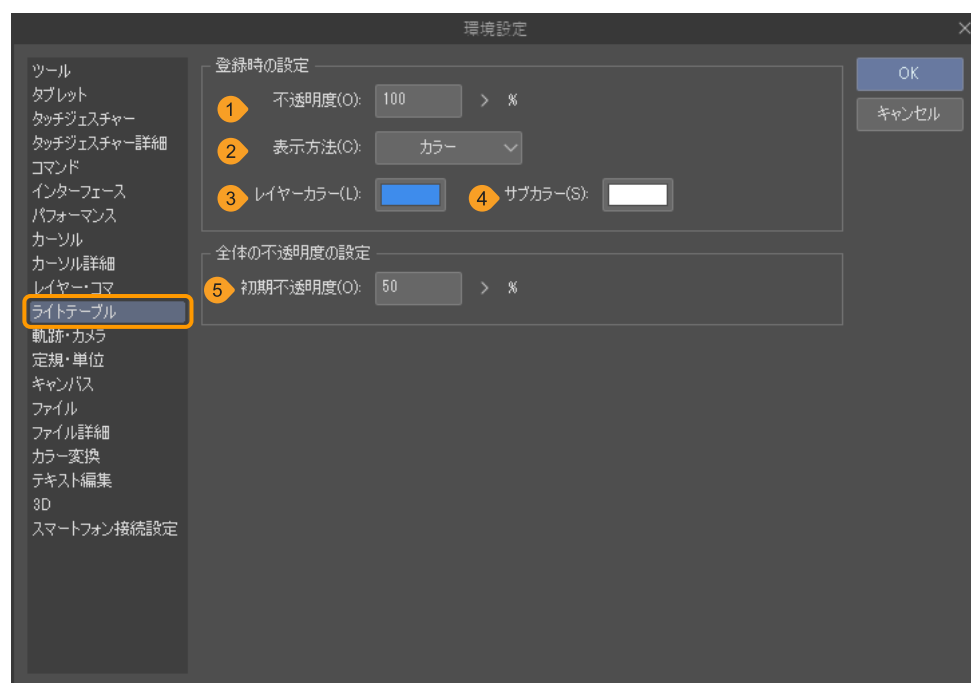 環境設定
ツール
タブレット
タッチジェスチャー
タッチジェスチャー詳細
コマンド
インターフェース
パフォーマンス
カーソル
カーソル詳細
レイヤー・コマ
ライトテーブル
軌跡・カメラ
定規・単位
キャンバス
ファイル
ファイル詳細
カラー変換
テキスト編集
3D
スマートフォン接続設定
登録時の設定
1 不透明度(O): 100 > %
2 表示方法(C): カラー
3 レイヤーカラー(L): 4 サブカラー(S):
全体の不透明度の設定
5 初期不透明度(O): 50 > %
OK
キャンセル